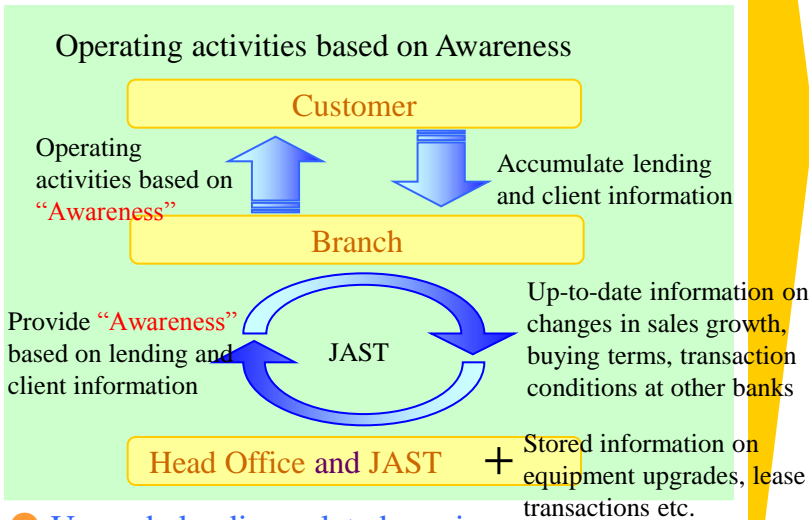 Operating activities based on Awareness
Customer
Operating
activities based on
“Awareness”
Accumulate lending
and client information
Branch
Provide “Awareness”
based on lending and
client information
JAST
Up-to-date information on
changes in sales growth,
buying terms, transaction
conditions at other banks
Head Office and JAST
+
Stored information on
equipment upgrades, lease
transactions etc.